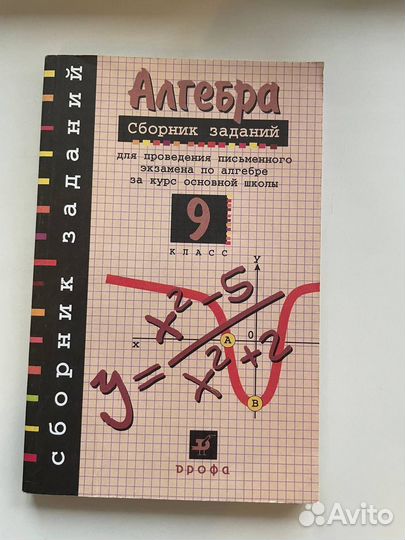 сборник заданий
Алгебра
Сборник заданий
для проведения письменного
экзамена по алгебре
за курс основной школы
9
КЛАСС
y
x
A
0
B
y = x² - 5 / x² + 2
дрофа
Avito